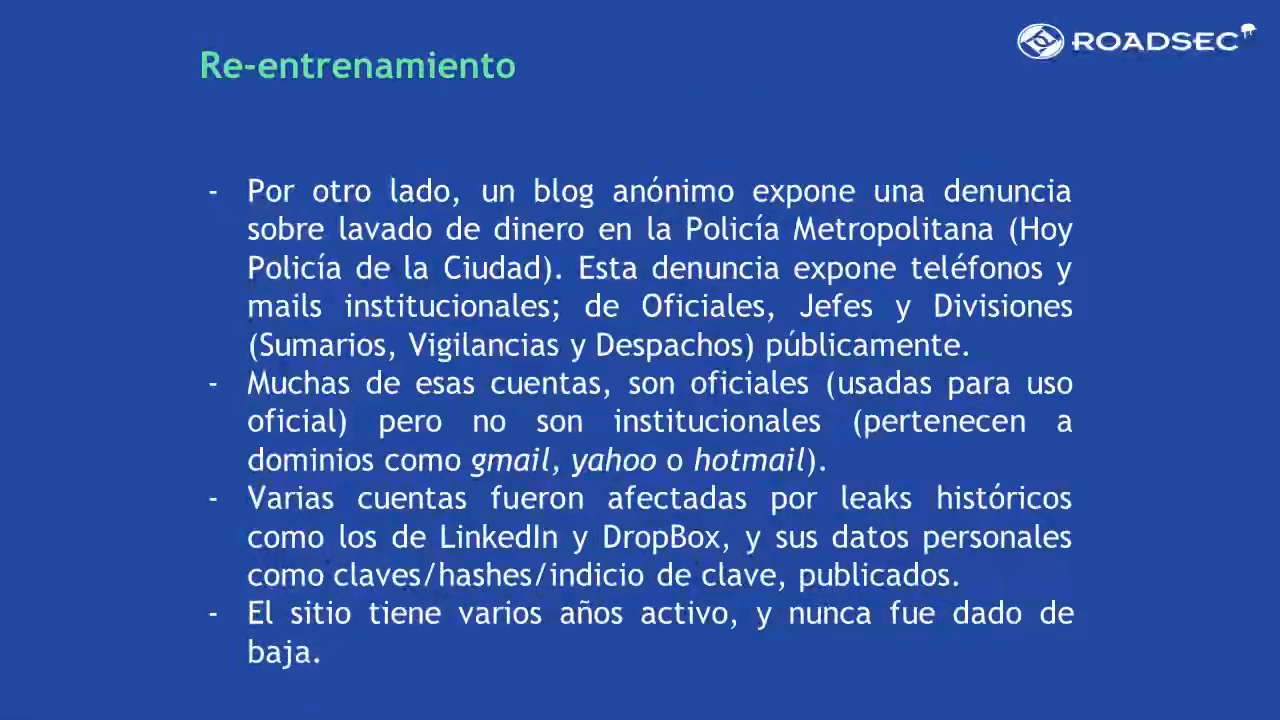 ROADSEC
Re-entrenamiento
- Por otro lado, un blog anónimo expone una denuncia
sobre lavado de dinero en la Policía Metropolitana (Hoy
Policía de la Ciudad). Esta denuncia expone teléfonos y
mails institucionales; de Oficiales, Jefes y Divisiones
(Sumarios, Vigilancias y Despachos) públicamente.
- Muchas de esas cuentas, son oficiales (usadas para uso
oficial) pero no son institucionales (pertenecen a
dominios como gmail, yahoo o hotmail).
- Varias cuentas fueron afectadas por leaks históricos
como los de LinkedIn y DropBox, y sus datos personales
como claves/hashes/indicio de clave, publicados.
- El sitio tiene varios años activo, y nunca fue dado de
baja.